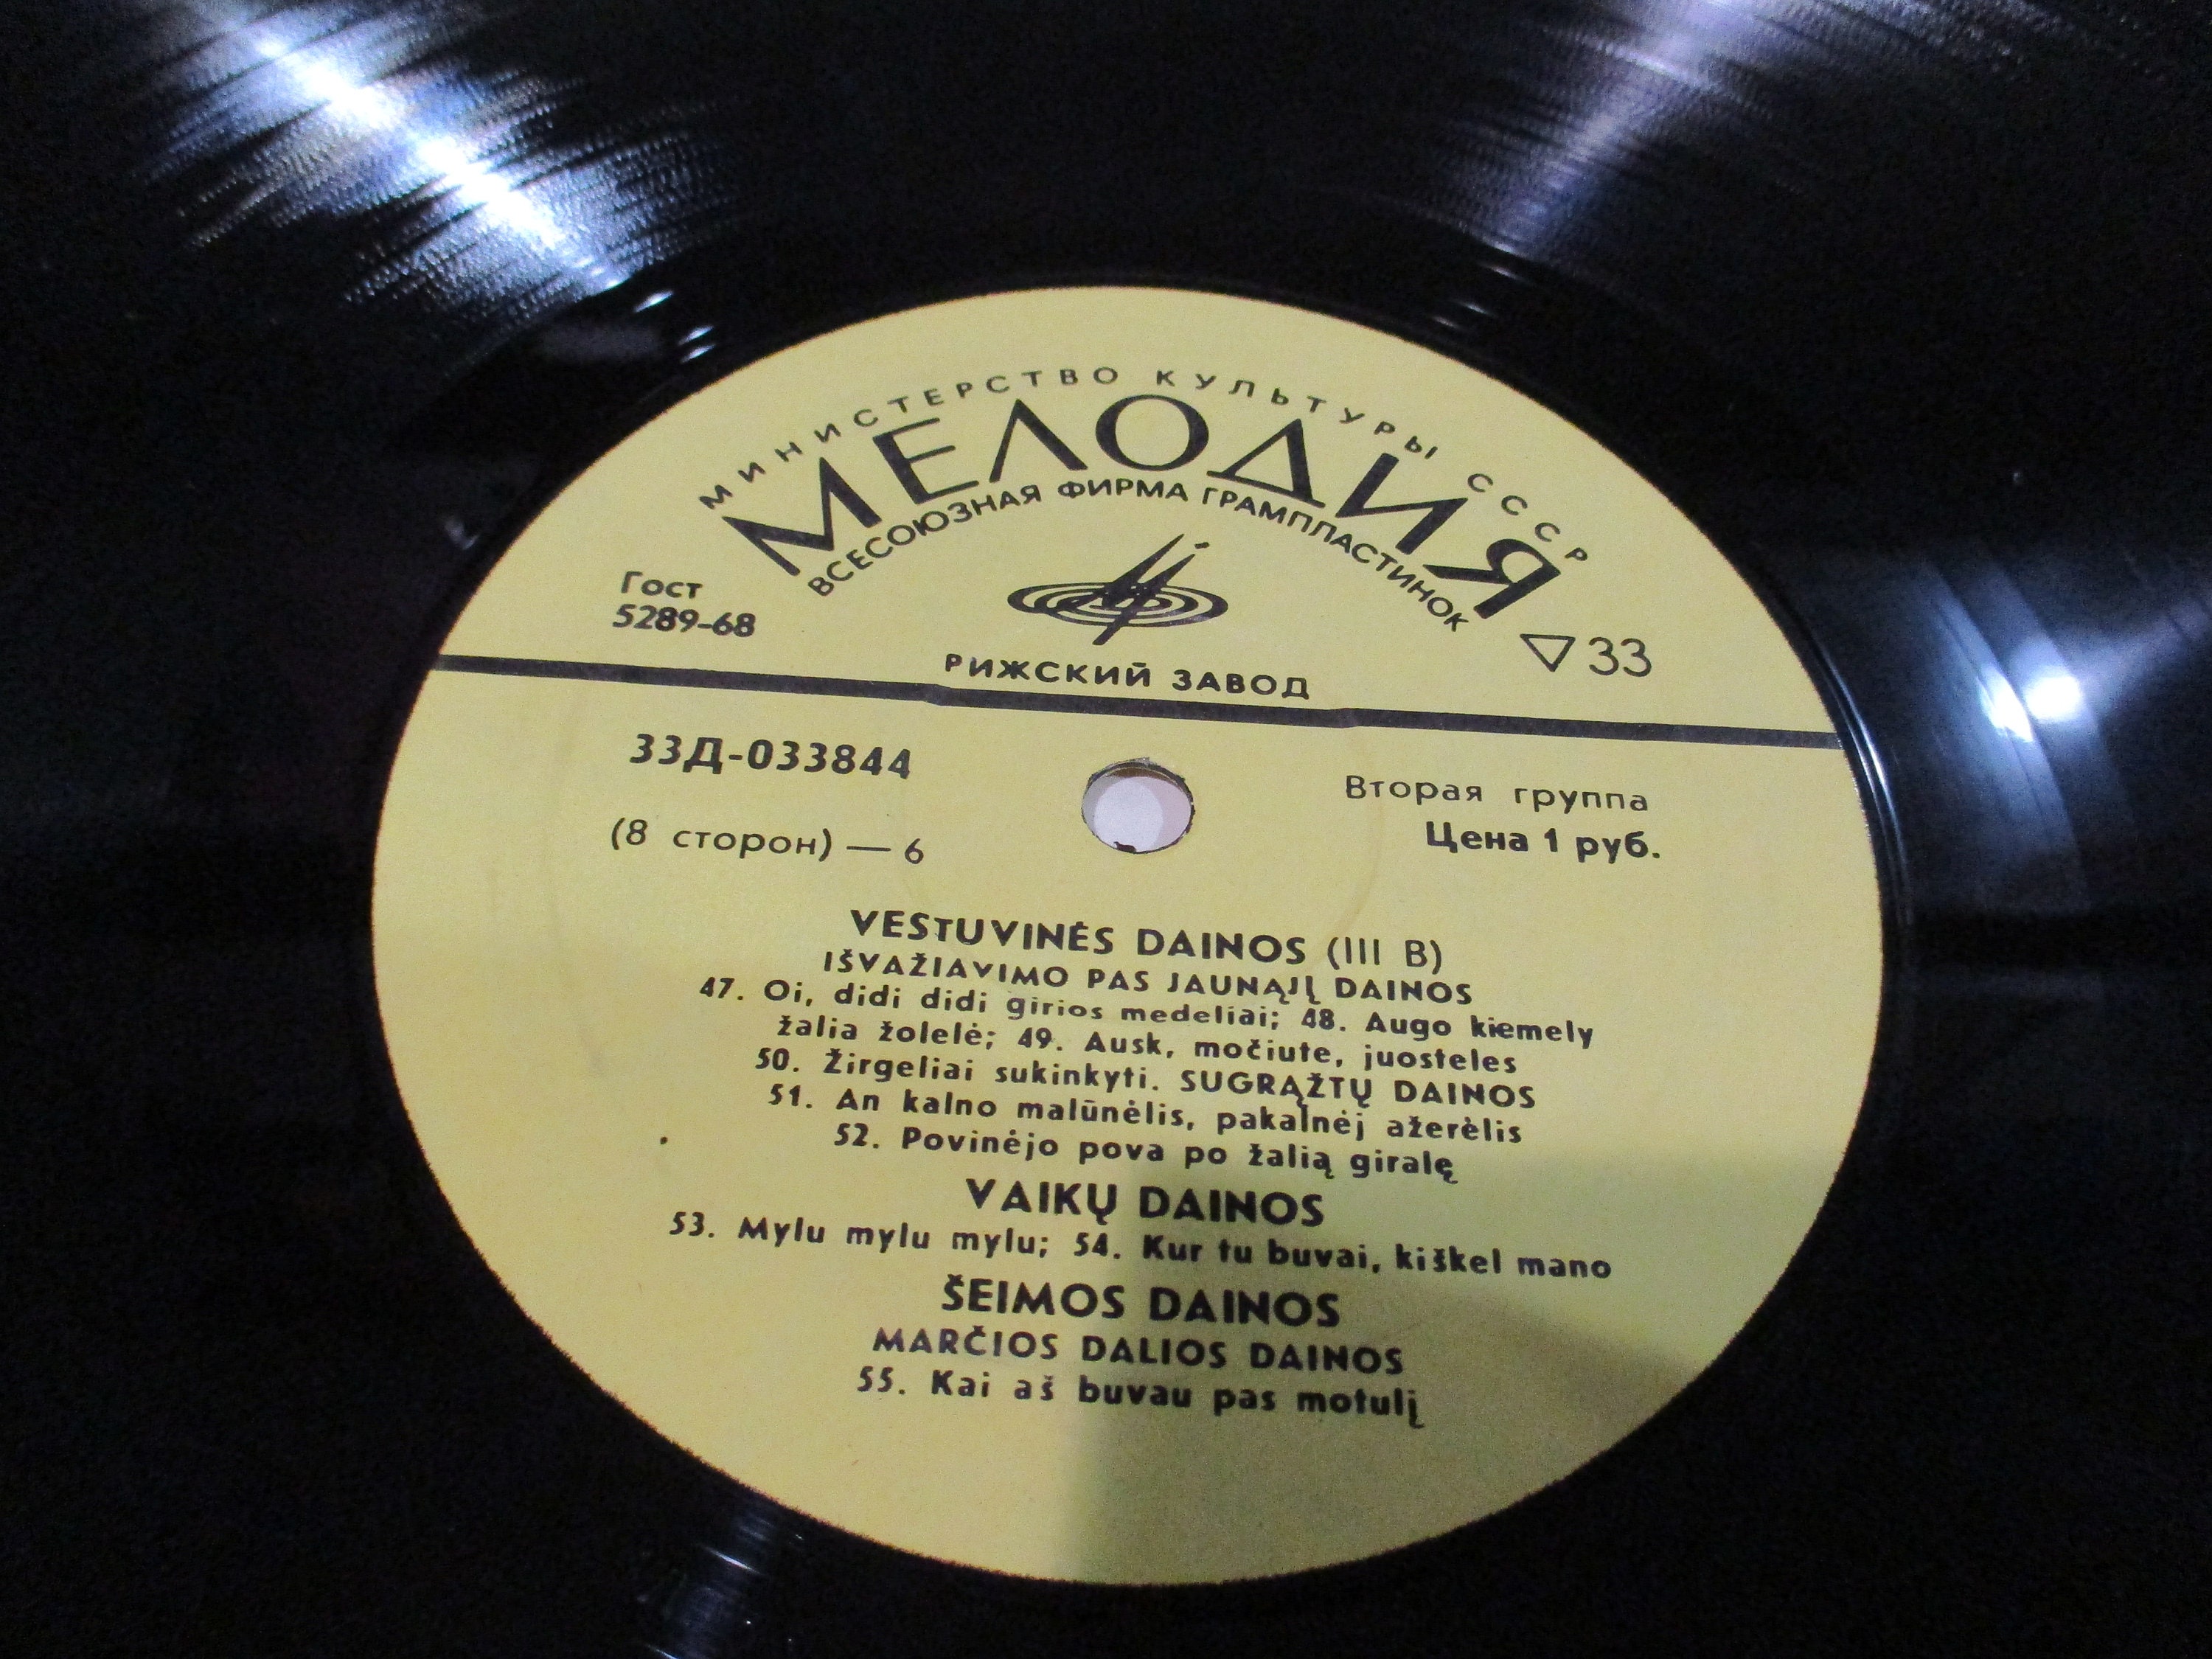 МИНИСТЕРСТВО КУЛЬТУРЫ СССР
МЕЛОДИЯ
ВСЕСОЮЗНАЯ ФИРМА ГРАМПЛАСТИНОК
Гост
5289-68
▽33
РИЖСКИЙ ЗАВОД
33Д-033844
(8 сторон) — 6
Вторая группа
Цена 1 руб.
VESTUVINĖS DAINOS (III B)
IŠVAŽIAVIMO PAS JAUNĄJĮ DAINOS
47. Oi, didi didi girios medeliai; 48. Augo kiemely
žalia žolelė; 49. Ausk, močiute, juosteles
50. Žirgeliai sukinkyti. SUGRĄŽTŲ DAINOS
51. An kalno malūnėlis, pakalnėj ažerėlis
52. Povinėjo pova po žalią giralę
VAIKŲ DAINOS
53. Mylu mylu mylu; 54. Kur tu buvai, kiškel mano
ŠEIMOS DAINOS
MARČIOS DALIOS DAINOS
55. Kai aš buvau pas motulį